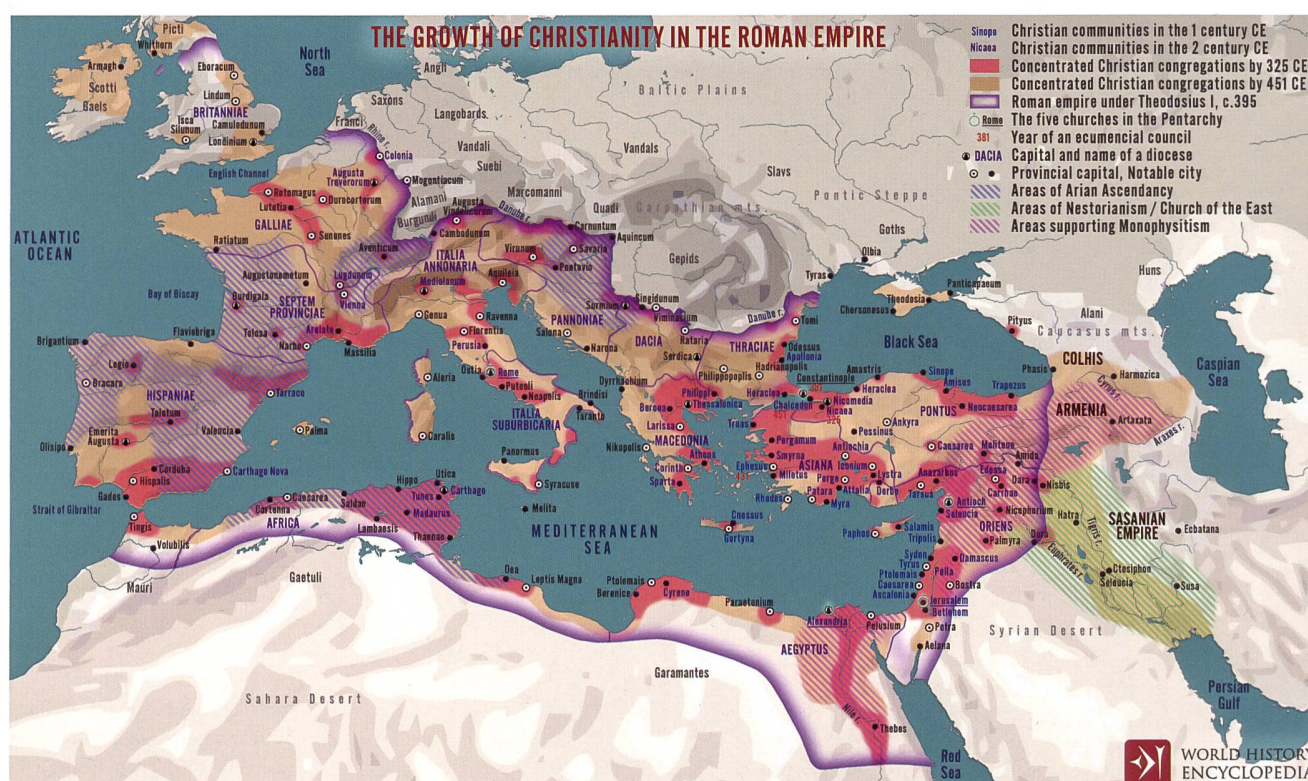 THE GROWTH OF CHRISTIANITY IN THE ROMAN EMPIRE
Sinope Christian communities in the 1 century CE
Nicaea Christian communities in the 2 century CE
Concentrated Christian congregations by 325 CE
Concentrated Christian congregations by 451 CE
Roman empire under Theodosius I, c.395
Rome The five churches in the Pentarchy
381 Year of an ecumencial council
DACIA Capital and name of a diocese
Provincial capital, Notable city
Areas of Arian Ascendancy
Areas of Nestorianism / Church of the East
Areas supporting Monophysitism
Picti
Whithorn
North
Sea
Armagh
Scotti
Gaels
Eboracum
Lindum
BRITANNIAE
Isca
Silunum
Camulodunum
Londinium
English Channel
Angli
Saxons
Langobards
Franci
Rhine r.
Baltic Plains
Vandali
Suebi
Vandals
Slavs
Pontic Steppe
Goths
Huns
Alani
Caucasus mts.
Marcomanni
Quadi
Carpathian mts.
Gepids
Alamani
Burgundi
Colonia
Mogontiacum
Augusta
Treverorum
Rotomagus
Durocortorum
Lutetia
GALLIAE
Senones
ATLANTIC
OCEAN
Ratiatum
Aventicum
Augusta
Vindelicorum
Cambodunum
Danube r.
Carnuntum
Aquincum
Savaria
Virunum
Poetovio
ITALIA
ANNONARIA
Mediolanum
Aquileia
Augustonemetum
Lugdunum
Vienna
Bay of Biscay
Burdigala
SEPTEM
PROVINCIAE
Tolosa
Arelate
Narbo
Massilia
Genua
Ravenna
Florentia
Perusia
Sirmium
Singidunum
Viminacium
PANNONIAE
Salona
Narona
DACIA
Rataria
Serdica
Danube r.
Tomi
THRACIAE
Odessus
Apollonia
Hadrianopolis
Philippopolis
Tyras
Olbia
Chersonesus
Theodosia
Panticapaeum
Black Sea
Pityus
Phasis
COLHIS
Harmozica
Cyrus r.
ARMENIA
Artaxata
Araxes r.
Caspian
Sea
Brigantium
Flaviobriga
Legio
Bracara
HISPANIAE
Toletum
Tarraco
Emerita
Augusta
Olisipo
Valencia
Palma
Corduba
Hispalis
Carthago Nova
Gades
Strait of Gibraltar
Tingis
Volubilis
Mauri
Aleria
Caralis
Ostia
Rome
Puteoli
Neapolis
ITALIA
SUBURBICARIA
Brindisi
Taranto
Dyrrhachium
Panormus
Syracuse
Melita
Nikopolis
Beroea
Philippi
Thessalonica
Larissa
MACEDONIA
Athens
Corinth
Sparta
Constantinople
381
Heraclea
Chalcedon
451
Nicomedia
Nicaea
325
Amastris
Heraclea
Sinope
Amisus
Trapezus
PONTUS
Neocaesarea
Ankyra
Pessinus
Troas
Pergamum
Smyrna
Ephesus
431
Miletus
ASIANA
Antiochia
Iconium
Lystra
Derby
Perge
Attalia
Patara
Myra
Rhodes
Cnossus
Gortyna
Caesarea
Melitene
Amida
Anazarbus
Edessa
Dara
Nisbis
Carrhae
Tarsus
Antioch
Seleucia
Nicephorium
ORIENS
Palmyra
Dura
Paphos
Salamis
Tripolis
Sydon
Tyrus
Damascus
Ptolemais
Caesarea
Pella
Bostra
Ascalonia
Jerusalem
Betlehem
Petra
Aelana
Syrian Desert
Hatra
Tigris r.
Euphrates r.
SASANIAN
EMPIRE
Ecbatana
Ctesiphon
Seleucia
Susa
Persian
Gulf
Utica
Hippo
Tunes
Carthago
Caesarea
Saldae
Cartenna
AFRICA
Lambaesis
Madaurus
Thaenae
Gaetuli
Oea
Leptis Magna
MEDITERRANEAN
SEA
Ptolemais
Berenice
Cyrene
Paraetonium
Alexandria
Pelusium
AEGYPTUS
Nile r.
Thebes
Garamantes
Sahara Desert
Red
Sea
WORLD HISTORY